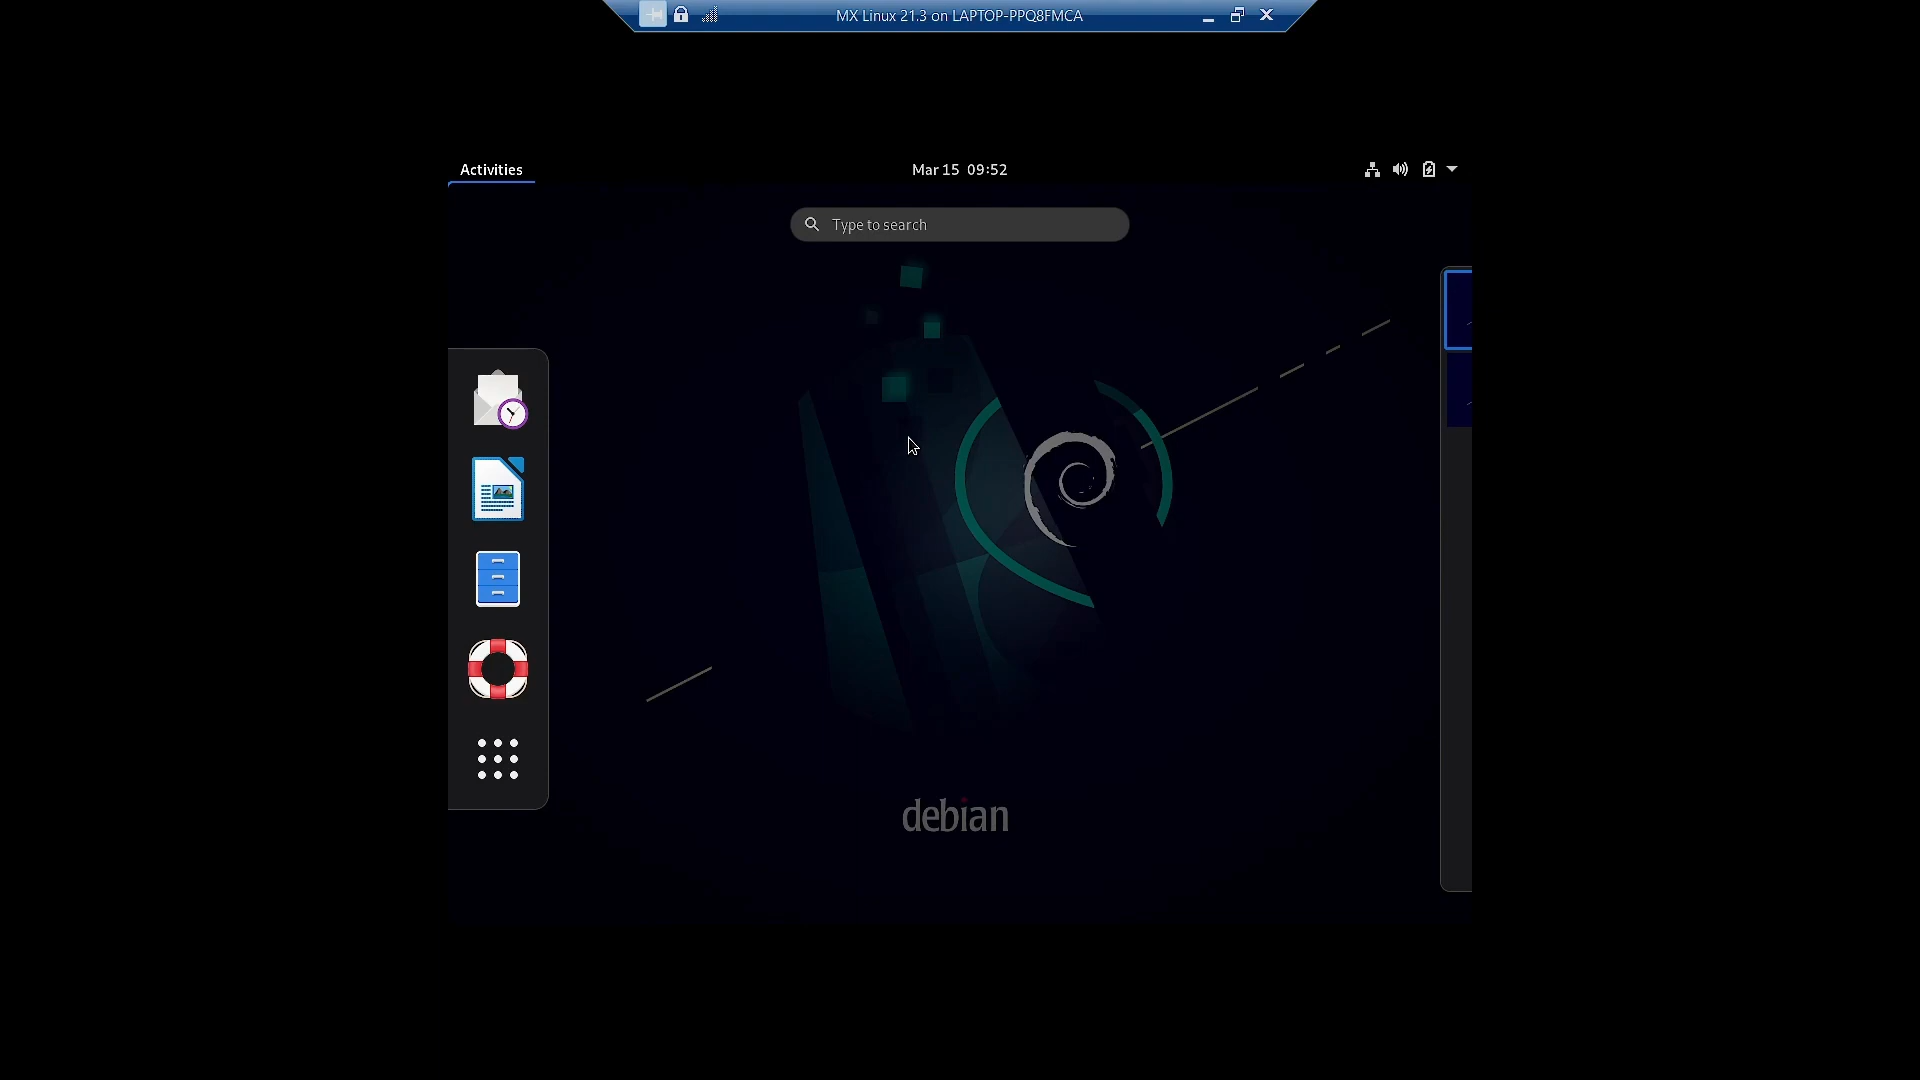 MX Linux 21.3 on LAPTOP-PPQ8FMCA
Activities
Mar 15 09:52
Type to search
debian